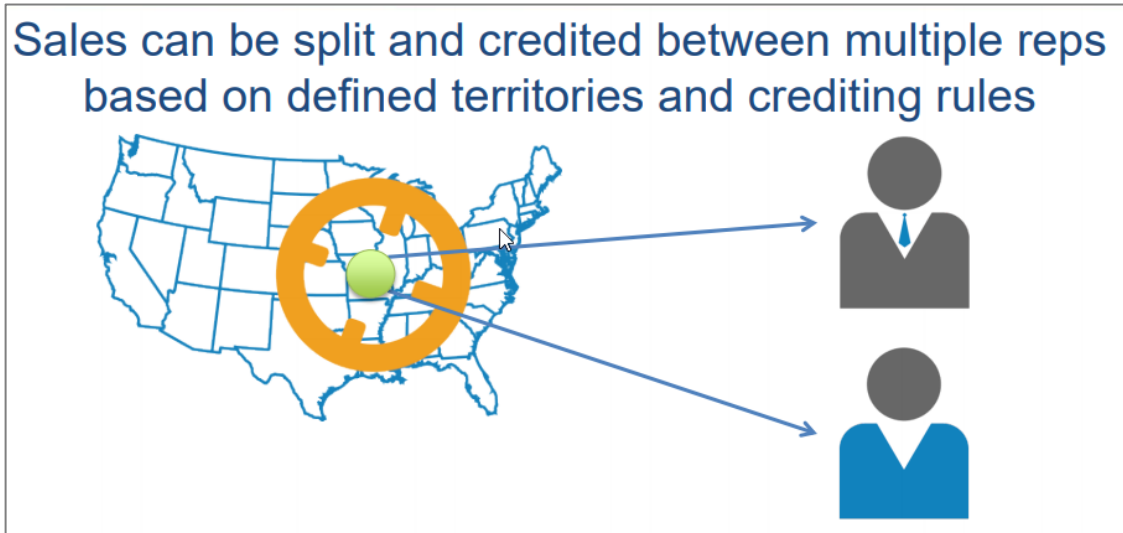 Sales can be split and credited between multiple reps
based on defined territories and crediting rules